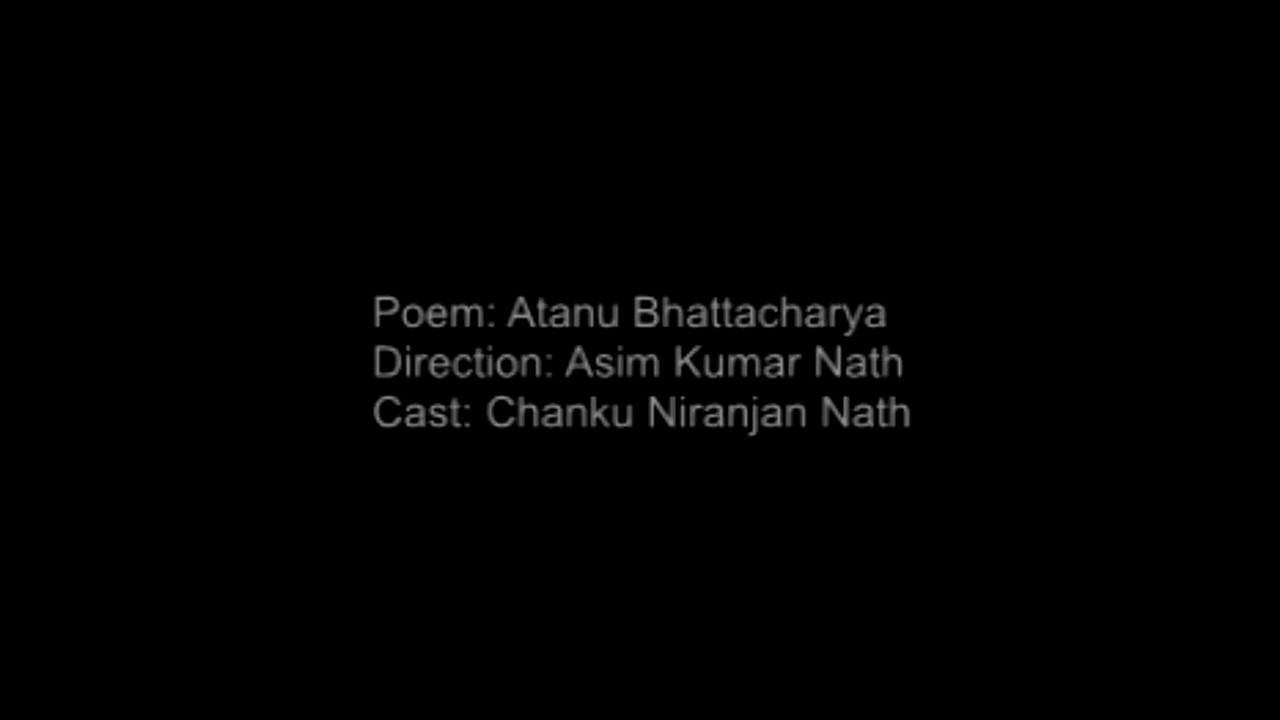 Poem: Atanu Bhattacharya
Direction: Asim Kumar Nath
Cast: Chanku Niranjan Nath